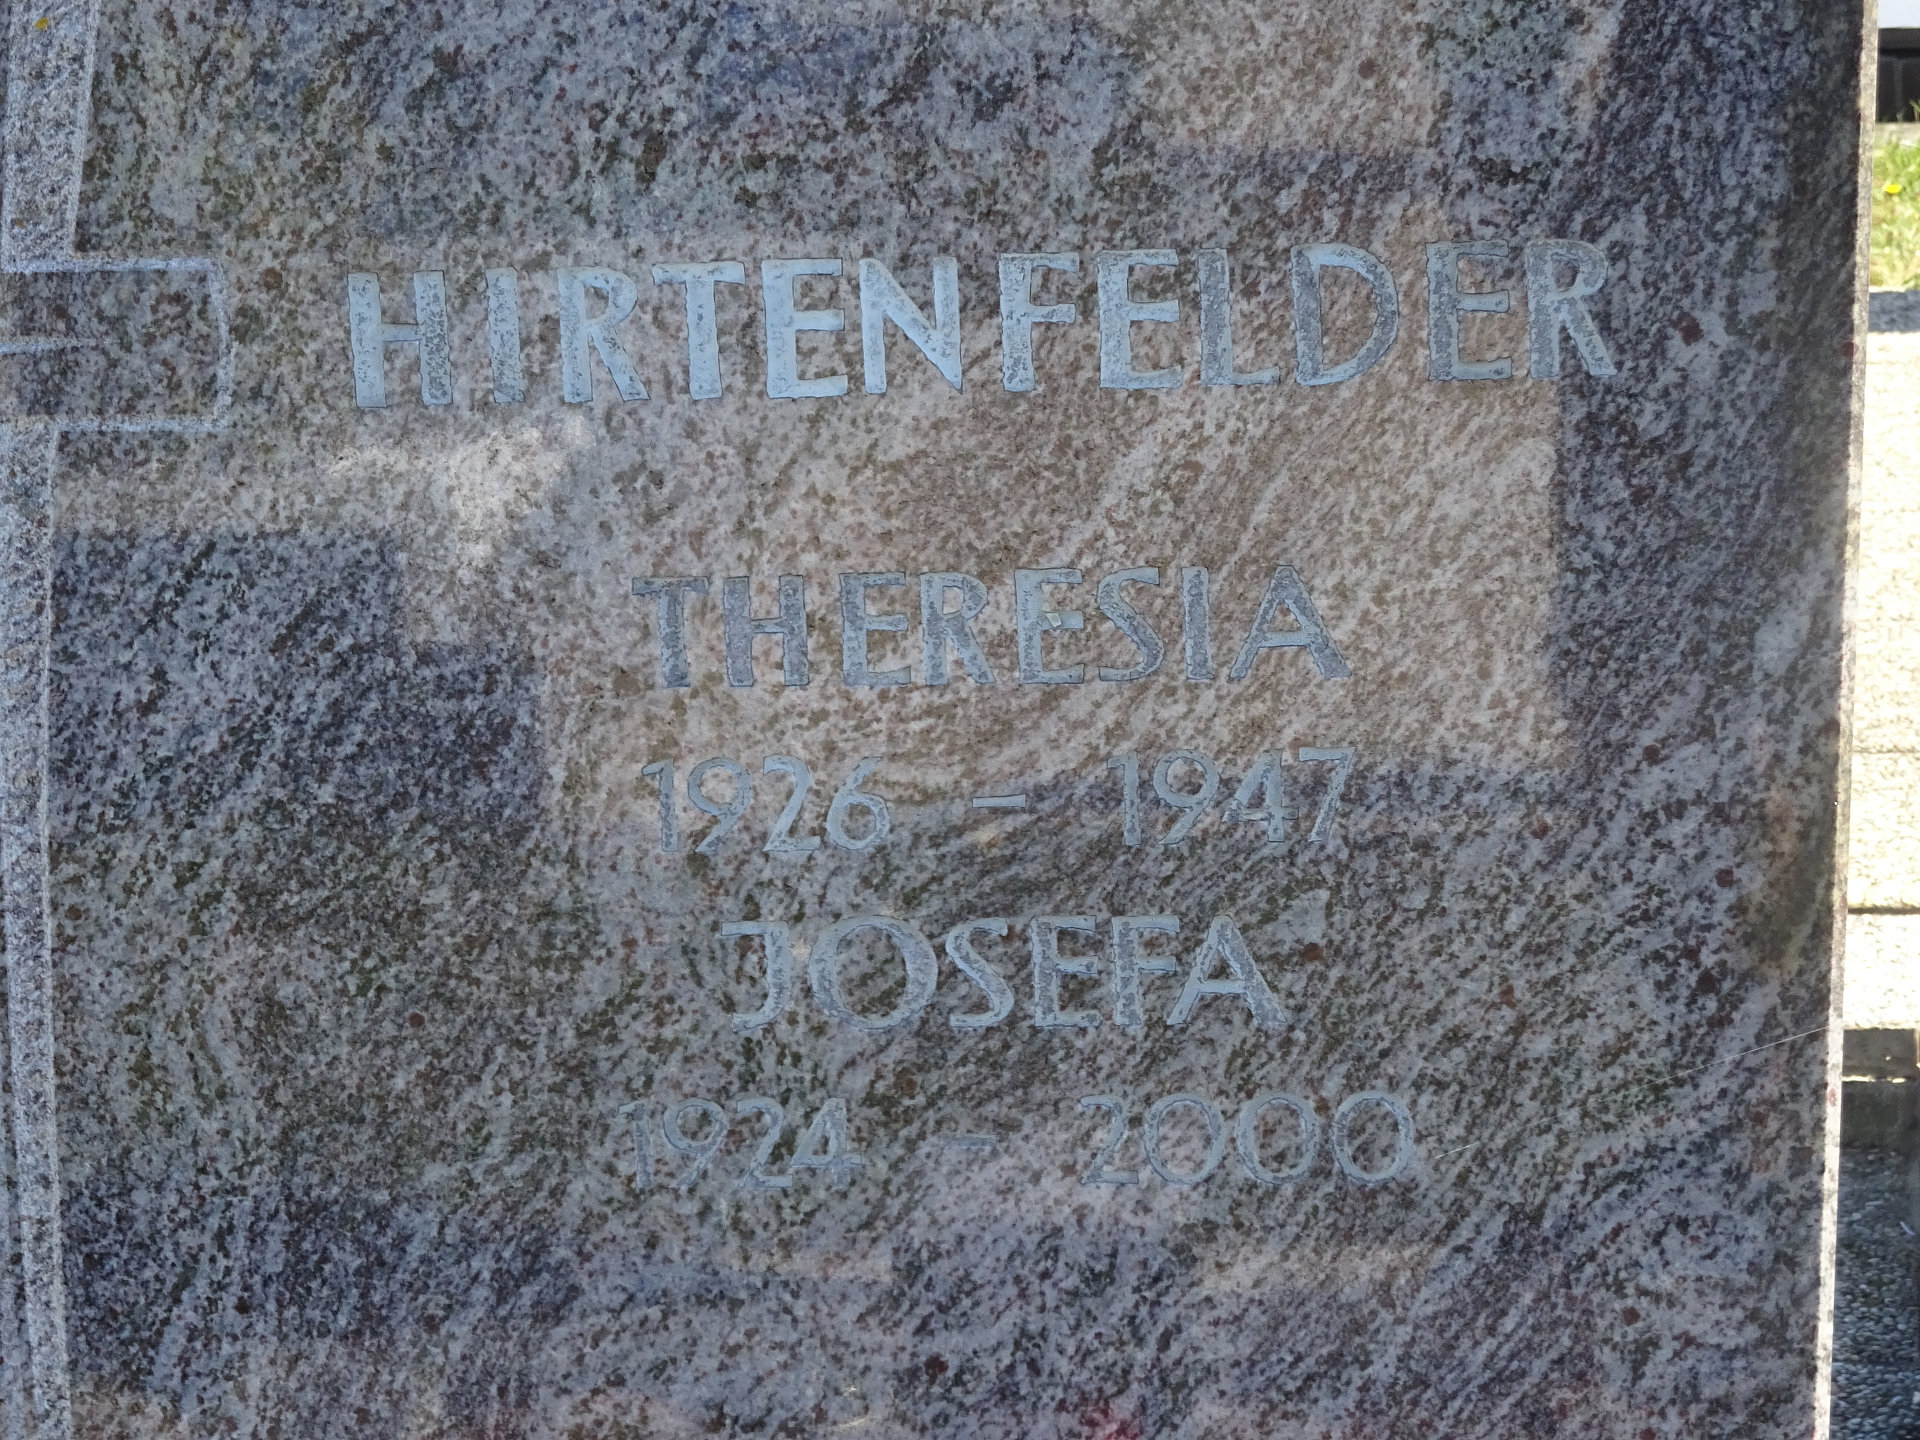 HIRTENFELDER
THERESIA
1926 – 1947
JOSEFA
1924 – 2000